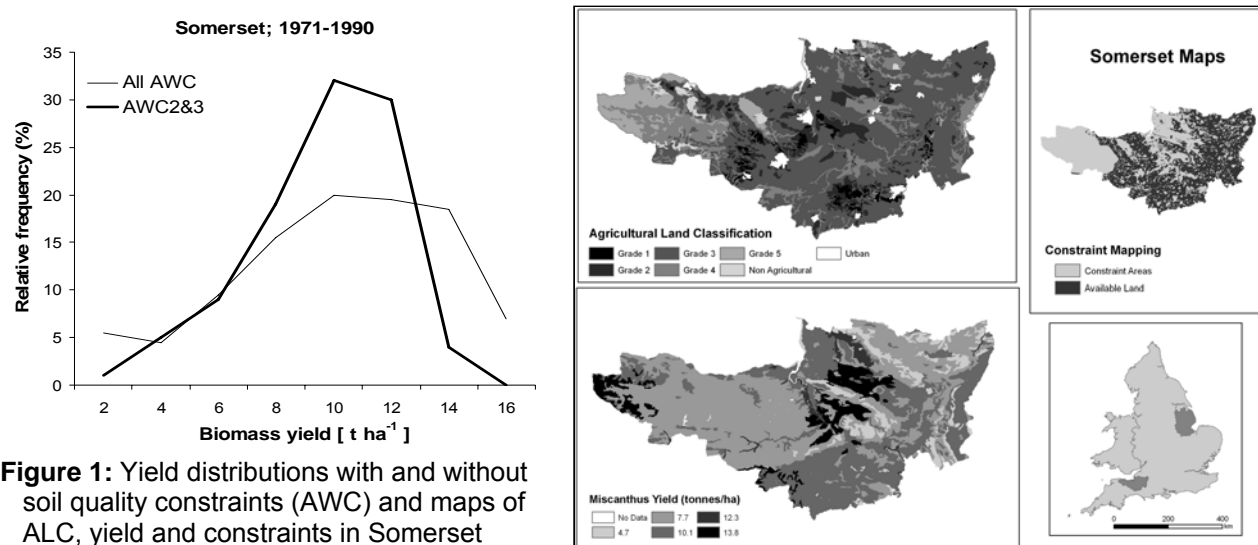 Somerset; 1971-1990
35
30
25
20
15
10
5
0
Relative frequency (%)
All AWC
AWC2&3
2 4 6 8 10 12 14 16
Biomass yield [ t ha-1 ]
Figure 1: Yield distributions with and without
soil quality constraints (AWC) and maps of
ALC, yield and constraints in Somerset
Agricultural Land Classification
Grade 1 Grade 3 Grade 5 Urban
Grade 2 Grade 4 Non Agricultural
Miscanthus Yield (tonnes/ha)
No Data 7.7 12.3
4.7 10.1 13.8
Somerset Maps
Constraint Mapping
Constraint Areas
Available Land
0 200 400
km